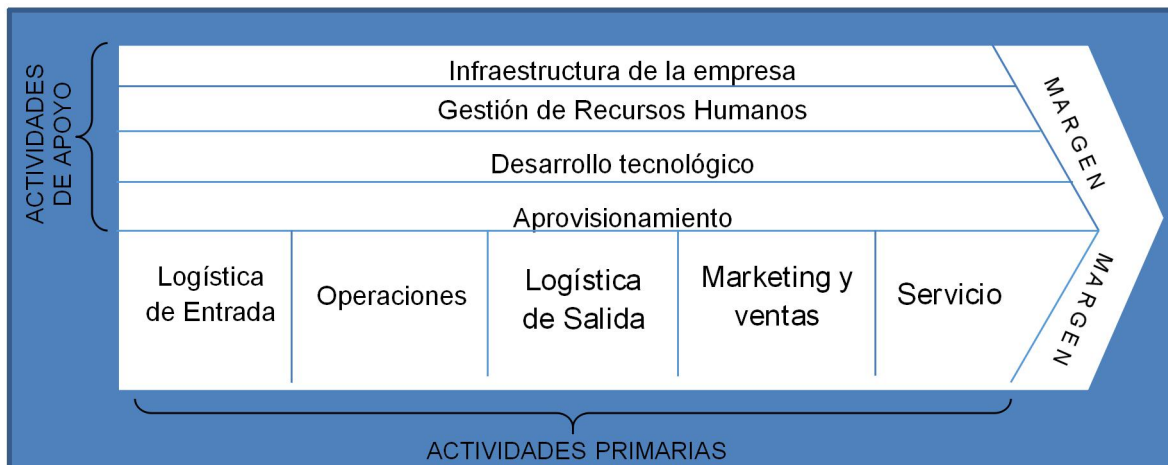 ACTIVIDADES
DE APOYO
Infraestructura de la empresa
Gestión de Recursos Humanos
Desarrollo tecnológico
Aprovisionamiento
MARGEN
Logística
de Entrada
Operaciones
Logística
de Salida
Marketing y
ventas
Servicio
MARGEN
ACTIVIDADES PRIMARIAS